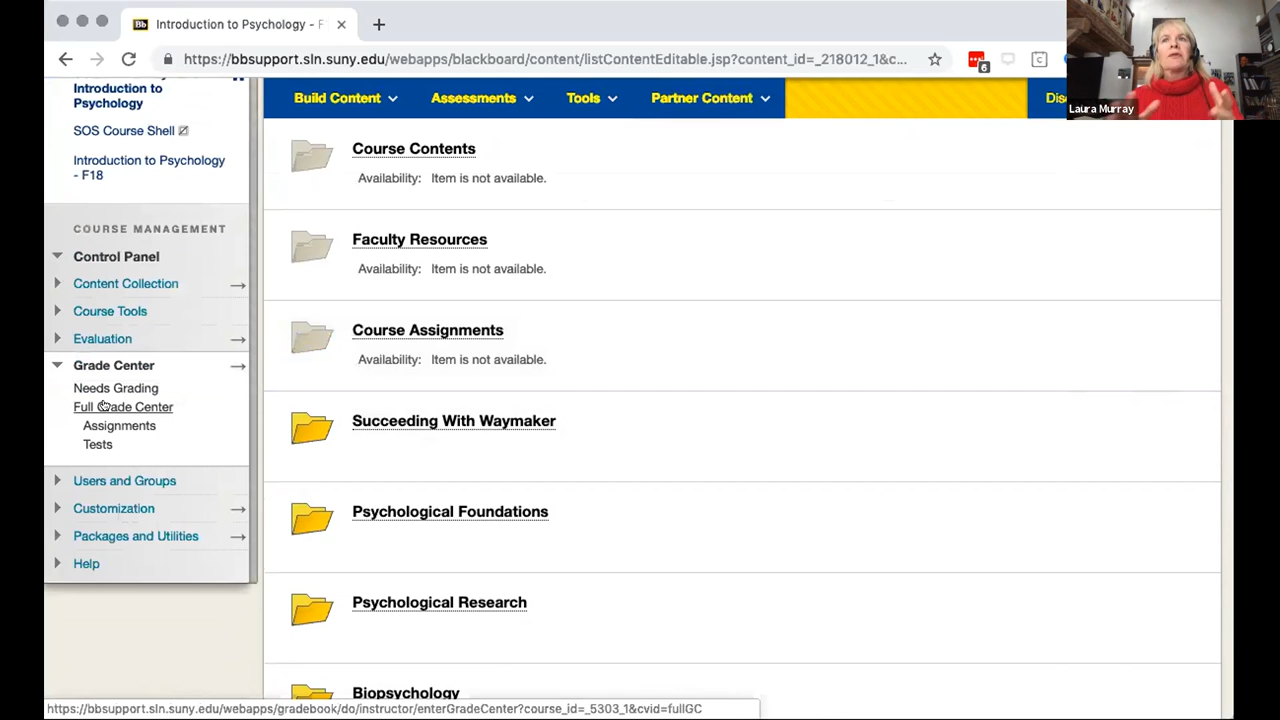 Bb Introduction to Psychology - F
https://bbsupport.sln.suny.edu/webapps/blackboard/content/listContentEditable.jsp?content_id=_218012_1&c...
6
C
Laura Murray
Introduction to
Psychology
SOS Course Shell
Introduction to Psychology
- F18
COURSE MANAGEMENT
Control Panel
Content Collection
Course Tools
Evaluation
Grade Center
Needs Grading
Full Grade Center
Assignments
Tests
Users and Groups
Customization
Packages and Utilities
Help
Build Content
Assessments
Tools
Partner Content
Course Contents
Availability: Item is not available.
Faculty Resources
Availability: Item is not available.
Course Assignments
Availability: Item is not available.
Succeeding With Waymaker
Psychological Foundations
Psychological Research
Biopsychology
https://bbsupport.sln.suny.edu/webapps/gradebook/do/instructor/enterGradeCenter?course_id=_5303_1&cvid=fullGC